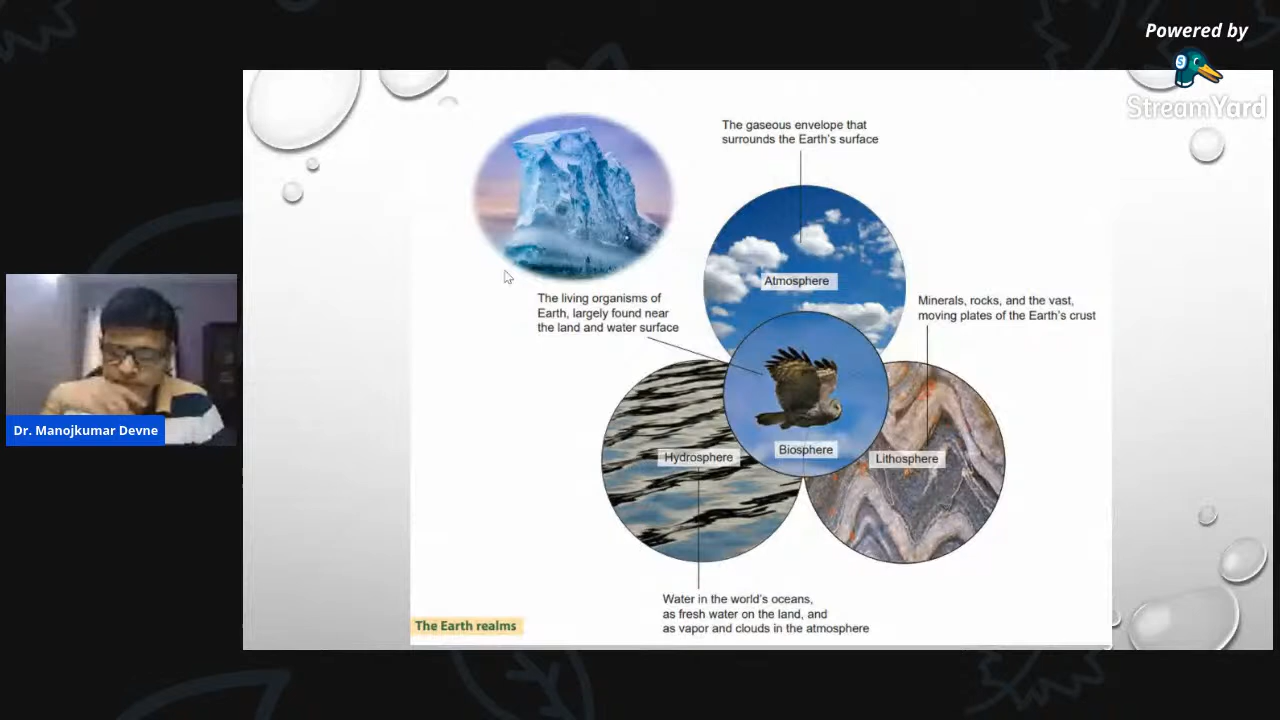 Powered by
StreamYard
The gaseous envelope that
surrounds the Earth's surface
Atmosphere
The living organisms of
Earth, largely found near
the land and water surface
Minerals, rocks, and the vast,
moving plates of the Earth's crust
Hydrosphere
Biosphere
Lithosphere
Dr. Manojkumar Devne
Water in the world's oceans,
as fresh water on the land, and
as vapor and clouds in the atmosphere
The Earth realms